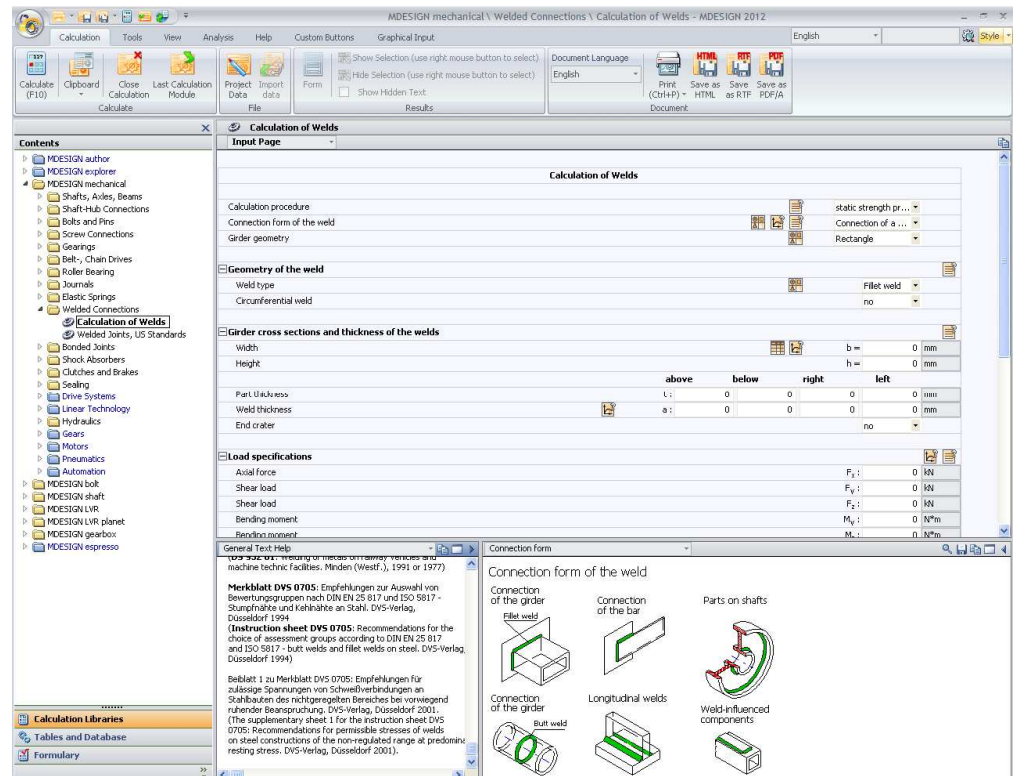 MDESIGN mechanical \ Welded Connections \ Calculation of Welds - MDESIGN 2012
Calculation Tools View Analysis Help Custom Buttons Graphical Input English Style
Calculate (F10)
Clipboard
Close Calculation
Last Calculation Module
Calculate
Project Data
Import data
File
Form
Show Selection (use right mouse button to select)
Hide Selection (use right mouse button to select)
Show Hidden Text
Results
Document Language
English
Print (Ctrl+P)
HTML
Save as HTML
RTF
Save as RTF
PDF
Save as PDF/A
Document
Contents
MDESIGN author
MDESIGN explorer
MDESIGN mechanical
Shafts, Axles, Beams
Shaft-Hub Connections
Bolts and Pins
Screw Connections
Gearings
Belt-, Chain Drives
Roller Bearing
Journals
Elastic Springs
Welded Connections
Calculation of Welds
Welded Joints, US Standards
Bonded Joints
Shock Absorbers
Clutches and Brakes
Sealing
Drive Systems
Linear Technology
Hydraulics
Gears
Motors
Pneumatics
Automation
MDESIGN bolt
MDESIGN shaft
MDESIGN LVR
MDESIGN LVR planet
MDESIGN gearbox
MDESIGN espresso
Calculation Libraries
Tables and Database
Formulary
Calculation of Welds
Input Page
Calculation of Welds
Calculation procedure static strength pr...
Connection form of the weld Connection of a ...
Girder geometry Rectangle
Geometry of the weld
Weld type Fillet weld
Circumferential weld no
Girder cross sections and thickness of the welds
Width b = 0 mm
Height h = 0 mm
above below right left
Part thickness t : 0 0 0 0 mm
Weld thickness a : 0 0 0 0 mm
End crater no
Load specifications
Axial force Fx : 0 kN
Shear load Fy : 0 kN
Shear load Fz : 0 kN
Bending moment My : 0 N*m
Bending moment 0 N*m
General Text Help
(DS 952 01: Welding of metals on railway vehicles and
machine technic facilities. Minden (Westf.), 1991 or 1977)
Merkblatt DVS 0705: Empfehlungen zur Auswahl von
Bewertungsgruppen nach DIN EN 25 817 und ISO 5817 -
Stumpfnähte und Kehlnähte an Stahl. DVS-Verlag,
Düsseldorf 1994
(Instruction sheet DVS 0705: Recommendations for the
choice of assessment groups according to DIN EN 25 817
and ISO 5817 - butt welds and fillet welds on steel. DVS-Verlag,
Düsseldorf 1994)
Beiblatt 1 zu Merkblatt DVS 0705: Empfehlungen für
zulässige Spannungen von Schweißverbindungen an
Stahlbauten des nichtgeregelten Bereiches bei vorwiegend
ruhender Beanspruchung. DVS-Verlag, Düsseldorf 2001.
(The supplementary sheet 1 for the instruction sheet DVS
0705: Recommendations for permissible stresses of welds
on steel constructions of the non-regulated range at predomina
resting stress. DVS-Verlag, Düsseldorf 2001).
Connection form
Connection form of the weld
Connection
of the girder
Fillet weld
Connection
of the bar
Parts on shafts
Connection
of the girder
Butt weld
Longitudinal welds
Weld-influenced
components